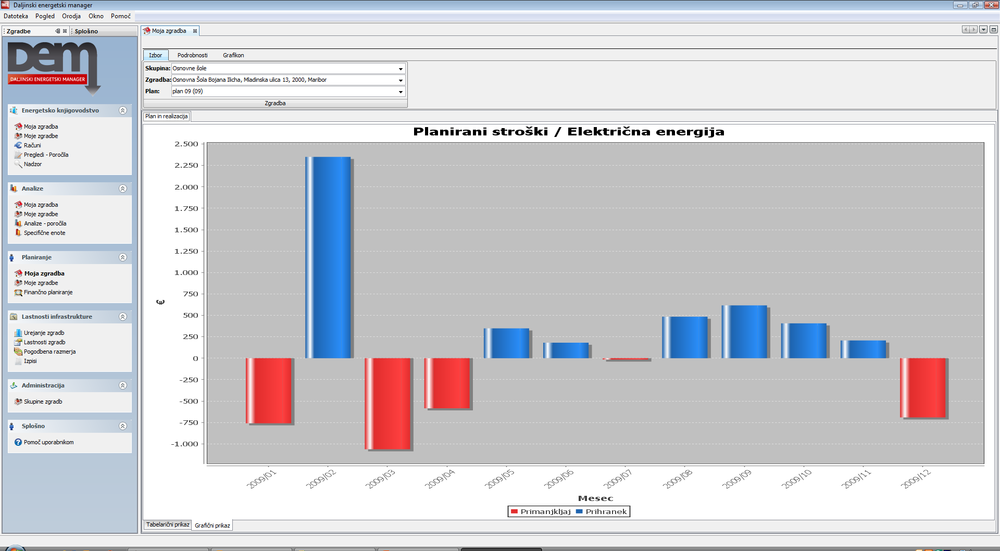 Daljinski energetski manager
Datoteka Pogled Orodja Okno Pomoč
Zgradbe Splošno
Moja zgradba
DEM
DALJINSKI ENERGETSKI MANAGER
Energetsko knjigovodstvo
Moja zgradba
Moje zgradbe
Računi
Pregledi - Poročila
Nadzor
Analize
Moja zgradba
Moje zgradbe
Analize - poročila
Specifične enote
Planiranje
Moja zgradba
Moje zgradbe
Finančno planiranje
Lastnosti infrastrukture
Urejanje zgradb
Lastnosti zgradb
Pogodbena razmerja
Izpisi
Administracija
Skupine zgradb
Splošno
Pomoč uporabnikom
Izbor Podrobnosti Grafikon
Skupina: Osnovne šole
Zgradba: Osnovna Šola Bojana Ilicha, Mladinska ulica 13, 2000, Maribor
Plan: plan 09 (09)
Zgradba
Plan in realizacija
Planirani stroški / Električna energija
2.500
2.250
2.000
1.750
1.500
1.250
1.000
750
500
250
0
-250
-500
-750
-1.000
€
2009/01 2009/02 2009/03 2009/04 2009/05 2009/06 2009/07 2009/08 2009/09 2009/10 2009/11 2009/12
Mesec
Primanjkljaj Prihranek
Tabelarični prikaz Grafični prikaz